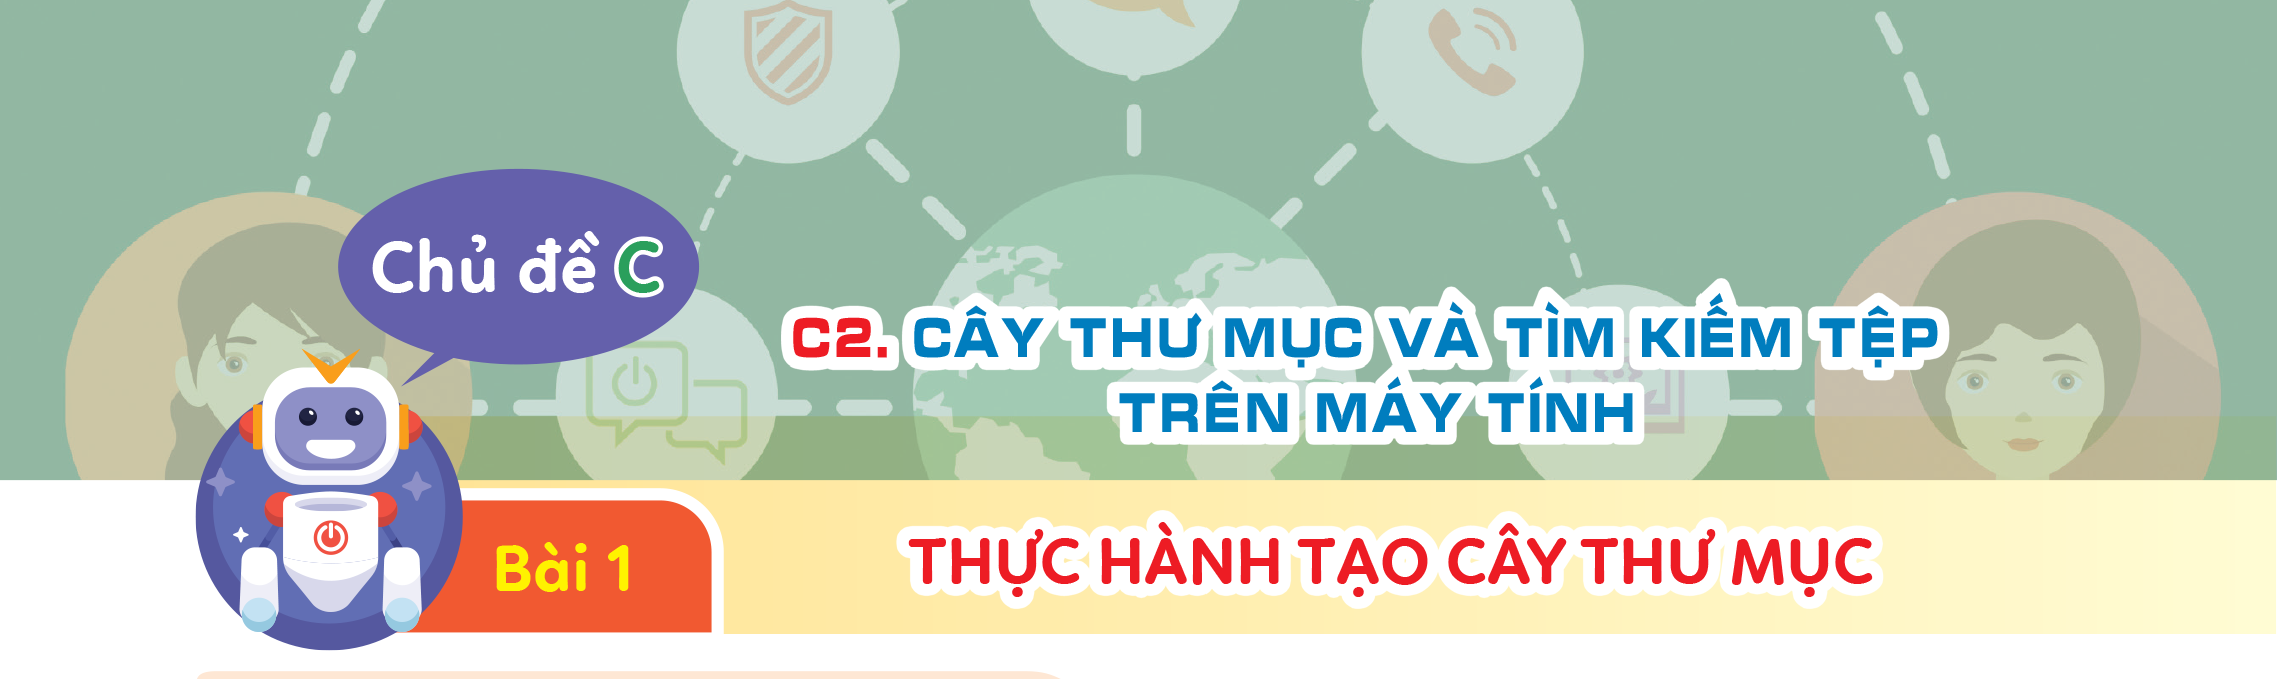 Chủ đề C
C2. CÂY THƯ MỤC VÀ TÌM KIẾM TỆP
TRÊN MÁY TÍNH
Bài 1
THỰC HÀNH TẠO CÂY THƯ MỤC